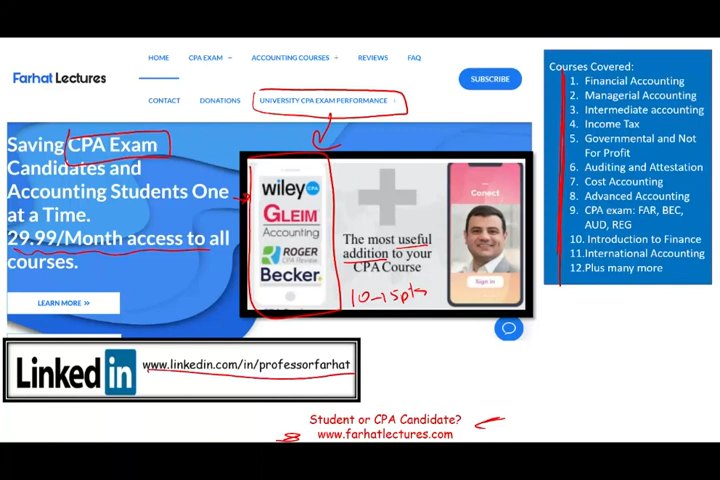 Farhat Lectures
HOME
CPA EXAM
ACCOUNTING COURSES
REVIEWS
FAQ
SUBSCRIBE
CONTACT
DONATIONS
UNIVERSITY CPA EXAM PERFORMANCE
Saving CPA Exam
Candidates and
Accounting Students One
at a Time.
29.99/Month access to all
courses.
LEARN MORE »
wiley CPA
GLEIM
Accounting
ROGER
CPA Review
Becker
The most useful
addition to your
CPA Course
10-15pts
Conect
Sign in
Courses Covered:
1. Financial Accounting
2. Managerial Accounting
3. Intermediate accounting
4. Income Tax
5. Governmental and Not
For Profit
6. Auditing and Attestation
7. Cost Accounting
8. Advanced Accounting
9. CPA exam: FAR, BEC,
AUD, REG
10. Introduction to Finance
11.International Accounting
12.Plus many more
Linked in
www.linkedin.com/in/professorfarhat
Student or CPA Candidate?
www.farhatlectures.com